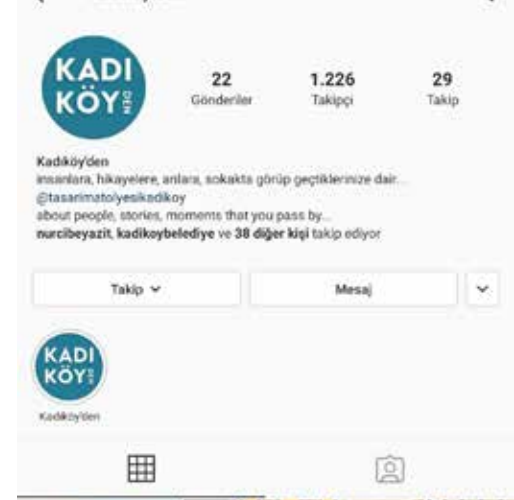 KADI
KÖY DEN
22 1.226 29
Gönderiler Takipçi Takip
Kadıköy'den
insanlara, hikayelere, anlara, sokakta görüp geçtiklerinize dair...
@tasarimatolyesikadikoy
about people, stories, moments that you pass by...
nurcibeyazit, kadikoybelediye ve 38 diğer kişi takip ediyor
Takip Mesaj
KADI
KÖY
Kadıköy'den